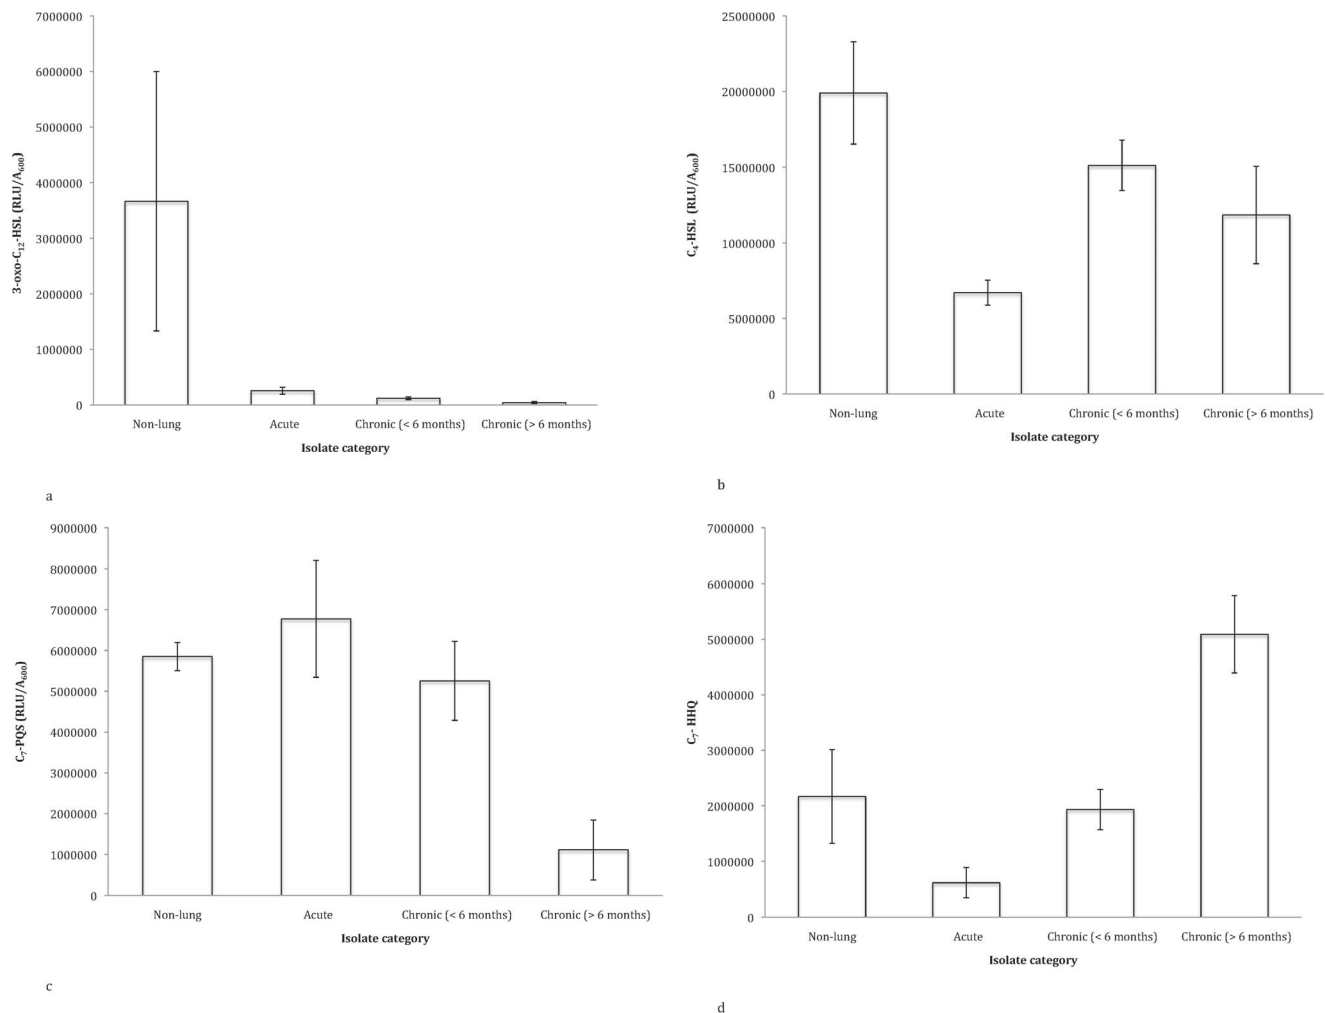 7000000
6000000
5000000
4000000
3000000
2000000
1000000
0
3-oxo-C12-HSL (RLU/A600)
Non-lung Acute Chronic (< 6 months) Chronic (> 6 months)
Isolate category
a
25000000
20000000
15000000
10000000
5000000
0
C4-HSL (RLU/A600)
Non-lung Acute Chronic (< 6 months) Chronic (> 6 months)
Isolate category
b
9000000
8000000
7000000
6000000
5000000
4000000
3000000
2000000
1000000
0
C7-PQS (RLU/A600)
Non-lung Acute Chronic (< 6 months) Chronic (> 6 months)
Isolate category
c
7000000
6000000
5000000
4000000
3000000
2000000
1000000
0
C7- HHQ
Non-lung Acute Chronic (< 6 months) Chronic (> 6 months)
Isolate category
d